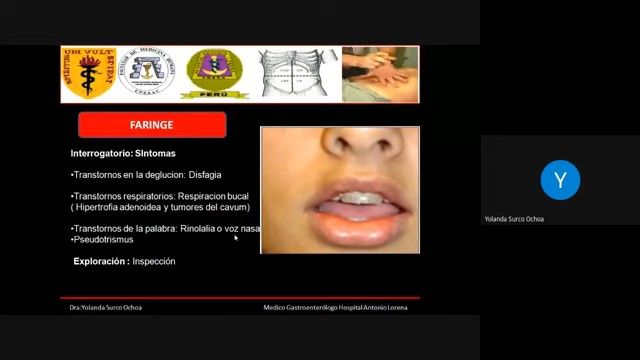 PERU
FARINGE
Interrogatorio: SIntomas
•Transtornos en la deglucion: Disfagia
•Transtornos respiratorios: Respiracion bucal
( Hipertrofia adenoidea y tumores del cavum)
•Transtornos de la palabra: Rinolalia o voz nasa
•Pseudotrismus
Exploración : Inspección
Dra:Yolanda Surco Ochoa
Medico Gastroenterólogo Hospital Antonio Lorena
Y
Yolanda Surco Ochoa